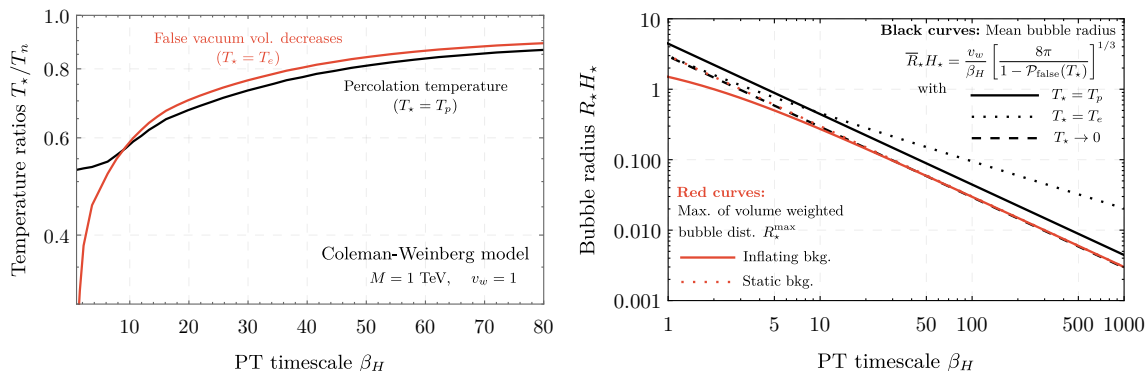 Temperature ratios T⋆/Tn
1.0
0.8
0.6
0.4
False vacuum vol. decreases
(T⋆ = Te)
Percolation temperature
(T⋆ = Tp)
Coleman-Weinberg model
M = 1 TeV, vw = 1
10 20 30 40 50 60 70 80
PT timescale βH
Bubble radius R⋆H⋆
10
1
0.100
0.010
0.001
Black curves: Mean bubble radius
R̅⋆H⋆ = vw/βH [8π/(1 − Pfalse(T⋆))]^1/3
with
T⋆ = Tp
T⋆ = Te
T⋆ → 0
Red curves:
Max. of volume weighted
bubble dist. R⋆^max
Inflating bkg.
Static bkg.
1 5 10 50 100 500 1000
PT timescale βH